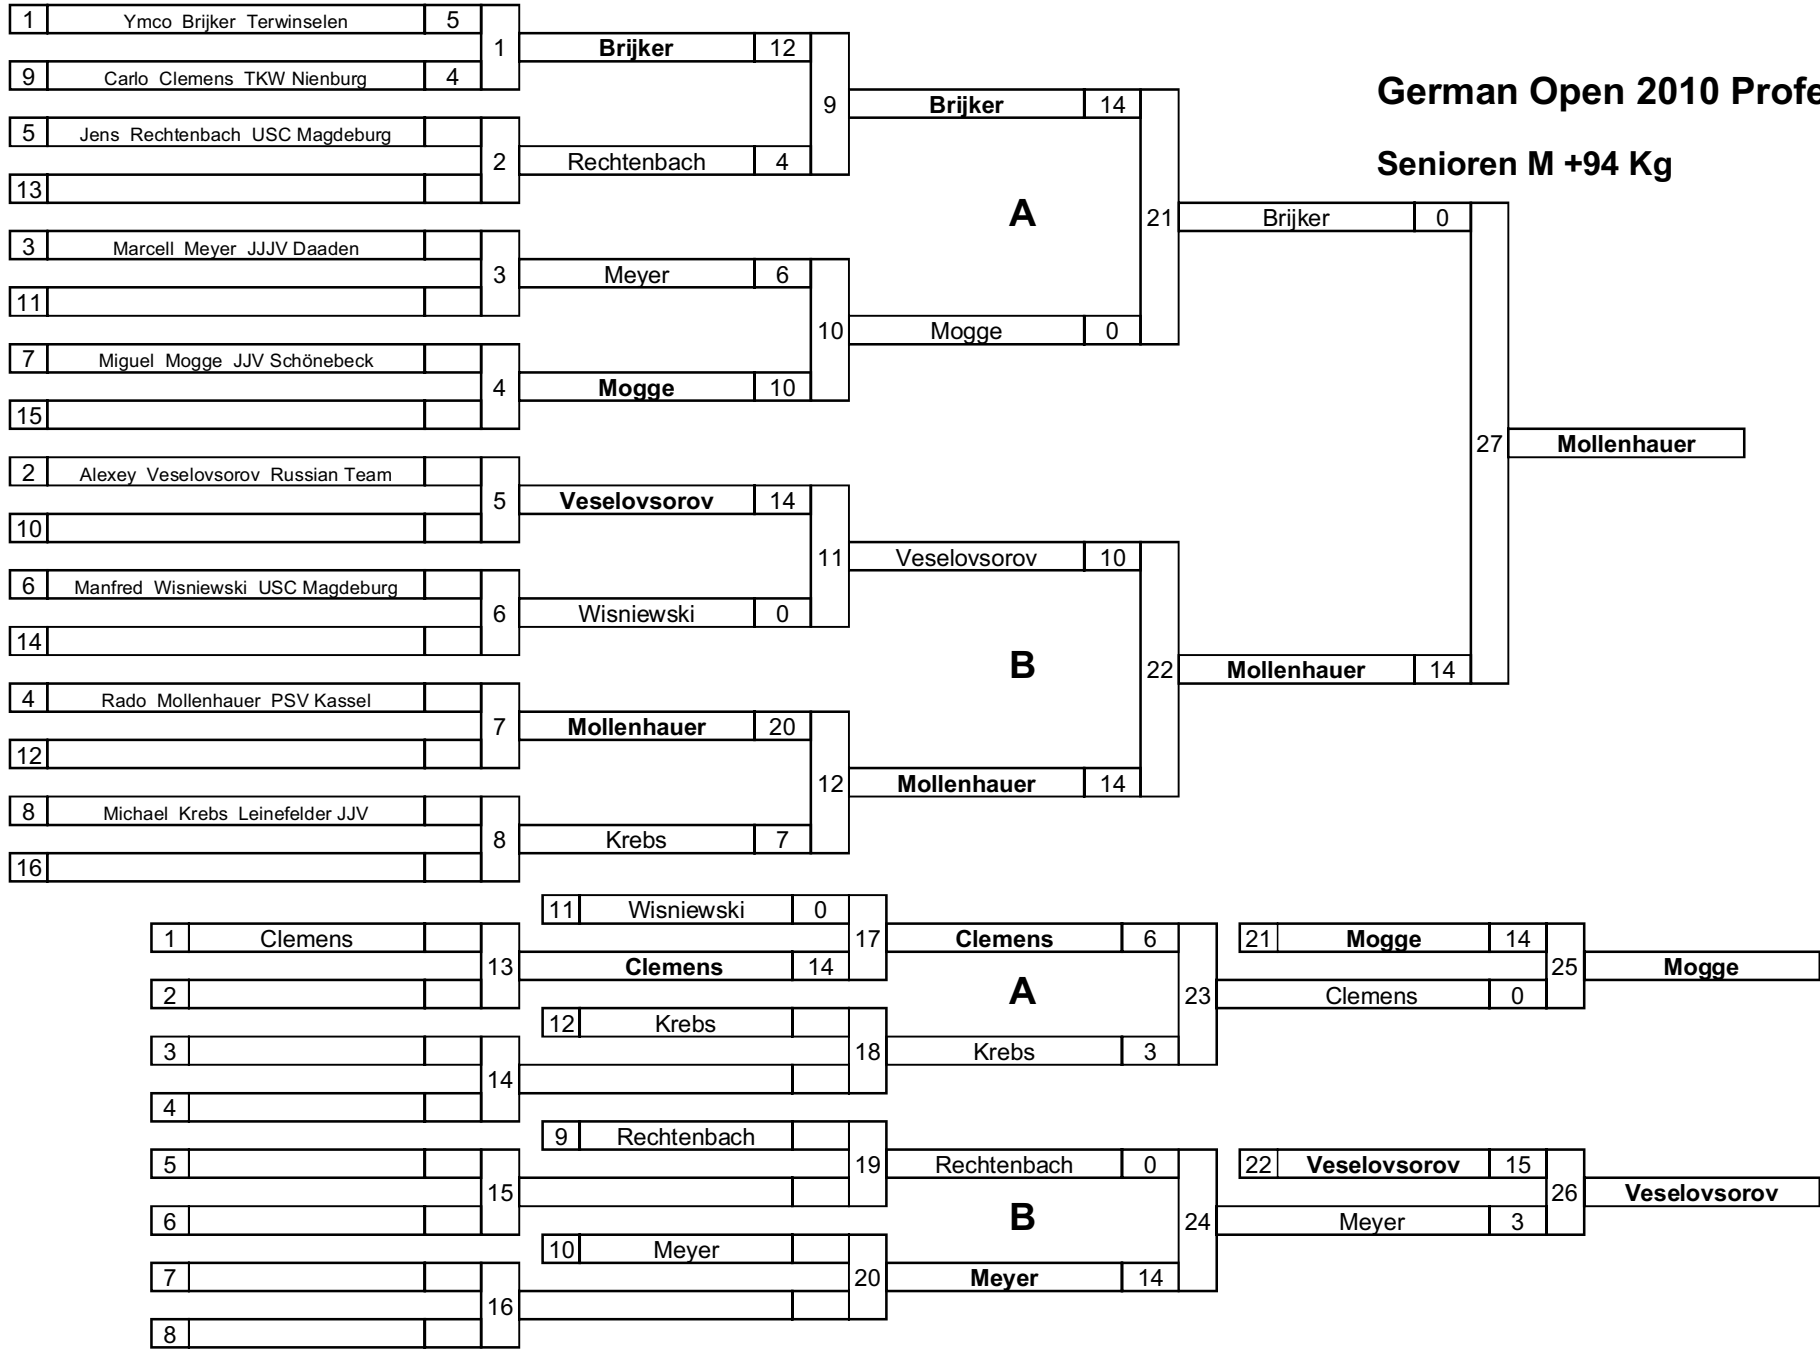 German Open 2010 Profe
Senioren M +94 Kg
1 Ymco Brijker Terwinselen 5
1 Brijker 12
9 Carlo Clemens TKW Nienburg 4
9 Brijker 14
5 Jens Rechtenbach USC Magdeburg
2 Rechtenbach 4
13
A
21 Brijker 0
3 Marcell Meyer JJJV Daaden
3 Meyer 6
11
10 Mogge 0
7 Miguel Mogge JJV Schönebeck
4 Mogge 10
15
27 Mollenhauer
2 Alexey Veselovsorov Russian Team
5 Veselovsorov 14
10
11 Veselovsorov 10
6 Manfred Wisniewski USC Magdeburg
6 Wisniewski 0
14
B
22 Mollenhauer 14
4 Rado Mollenhauer PSV Kassel
7 Mollenhauer 20
12
12 Mollenhauer 14
8 Michael Krebs Leinefelder JJV
8 Krebs 7
16
11 Wisniewski 0
1 Clemens
17 Clemens 6
21 Mogge 14
13 Clemens 14
25 Mogge
2
A
23 Clemens 0
12 Krebs
3
18 Krebs 3
14
4
9 Rechtenbach
5
19 Rechtenbach 0
22 Veselovsorov 15
15
26 Veselovsorov
6
B
24 Meyer 3
10 Meyer
7
20 Meyer 14
16
8